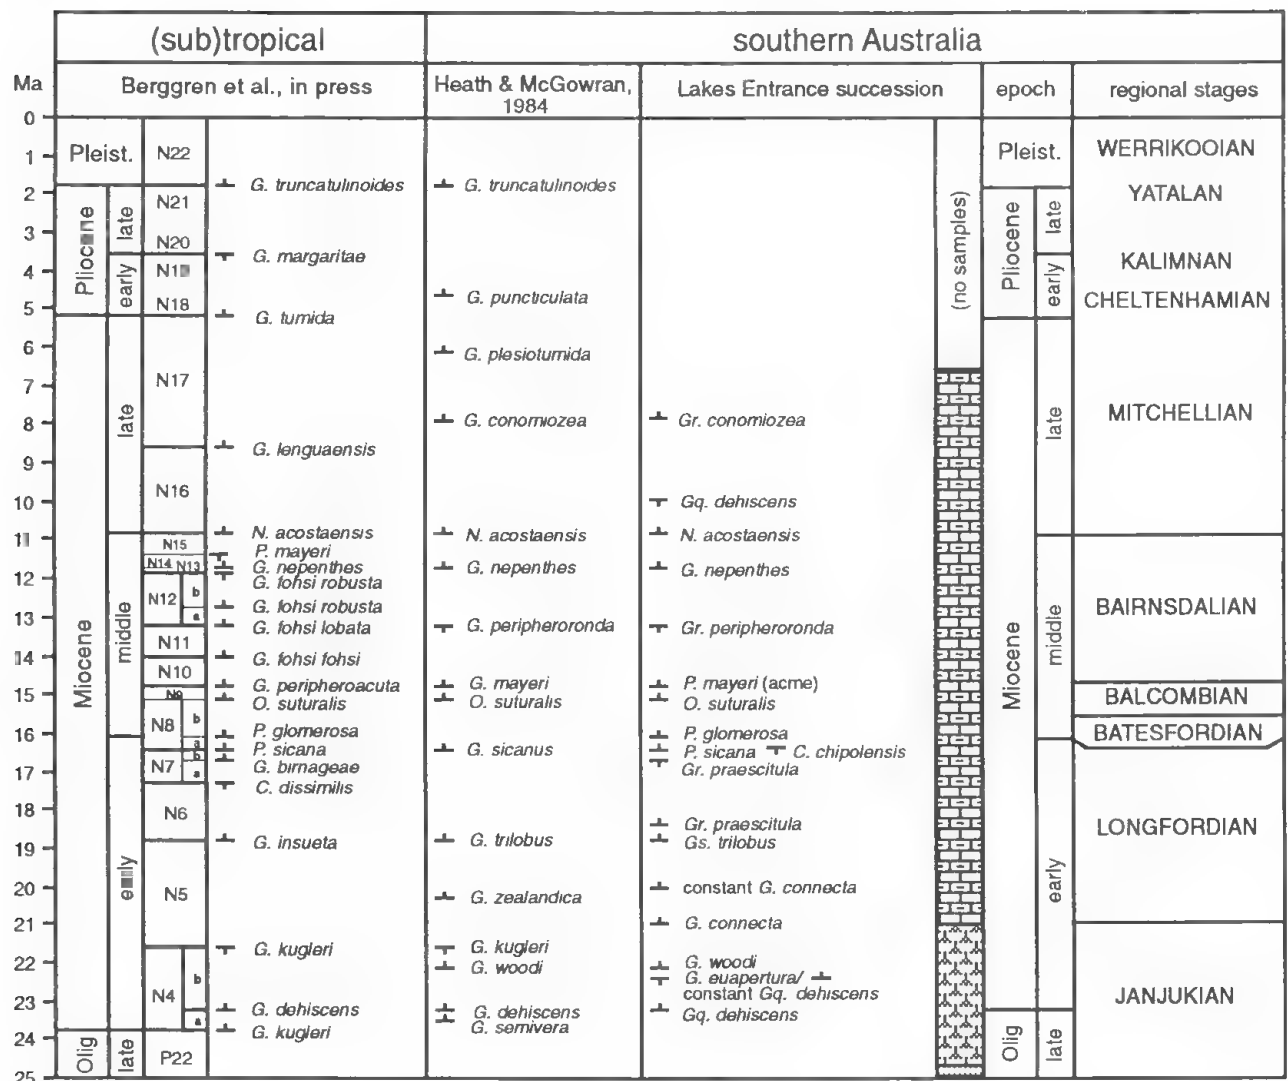 (sub)tropical
southern Australia
Ma
Berggren et al., in press
Heath & McGowran, 1984
Lakes Entrance succession
epoch
regional stages
0
1
2
3
4
5
6
7
8
9
10
11
12
13
14
15
16
17
18
19
20
21
22
23
24
25
Pleist.
Pliocene
late
early
Miocene
late
middle
early
Olig
late
N22
N21
N20
N18
N17
N16
N15
N14
N13
N12
b
a
N11
N10
N9
N8
b
a
N7
b
a
N6
N5
N4
b
a
P22
G. truncatulinoides
G. margaritae
G. tumida
G. lenguaensis
N. acostaensis
P. mayeri
G. nepenthes
G. fohsi robusta
G. fohsi robusta
G. fohsi lobata
G. fohsi fohsi
G. peripheroacuta
O. suturalis
P. glomerosa
P. sicana
G. birnageae
C. dissimilis
G. insueta
G. kugleri
G. dehiscens
G. kugleri
G. truncatulinoides
G. puncticulata
G. plesiotumida
G. conomiozea
N. acostaensis
G. nepenthes
G. peripheroronda
G. mayeri
O. suturalis
G. sicanus
G. trilobus
G. zealandica
G. kugleri
G. woodi
G. dehiscens
G. semivera
Gr. conomiozea
Gq. dehiscens
N. acostaensis
G. nepenthes
Gr. peripheroronda
P. mayeri (acme)
O. suturalis
P. glomerosa
P. sicana
C. chipolensis
Gr. praescitula
Gr. praescitula
Gs. trilobus
constant G. connecta
G. connecta
G. woodi
G. euapertura/
constant Gq. dehiscens
Gq. dehiscens
(no samples)
Pleist.
Pliocene
late
early
Miocene
late
middle
early
Olig
late
WERRIKOOIAN
YATALAN
KALIMNAN
CHELTENHAMIAN
MITCHELLIAN
BAIRNSDALIAN
BALCOMBIAN
BATESFORDIAN
LONGFORDIAN
JANJUKIAN